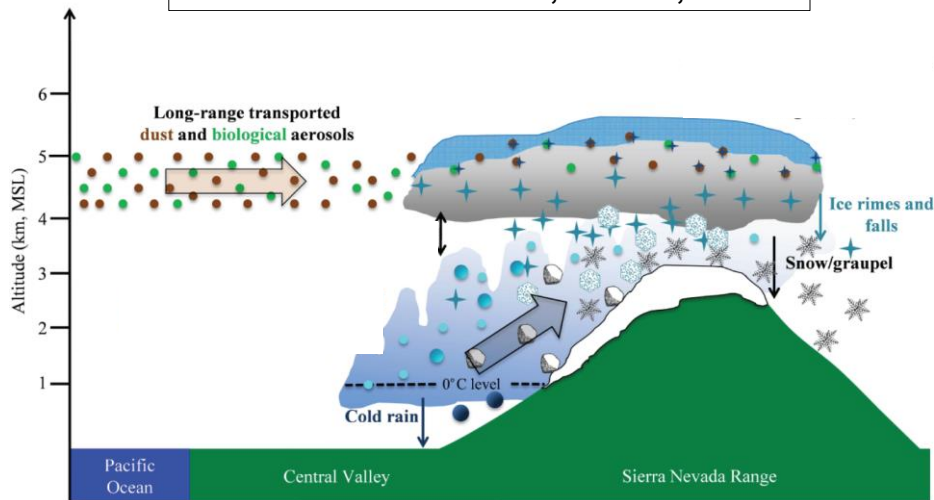 Long-range transported
dust and biological aerosols
Altitude (km, MSL)
6
5
4
3
2
1
Ice rimes and
falls
Snow/graupel
0°C level
Cold rain
Pacific
Ocean
Central Valley
Sierra Nevada Range